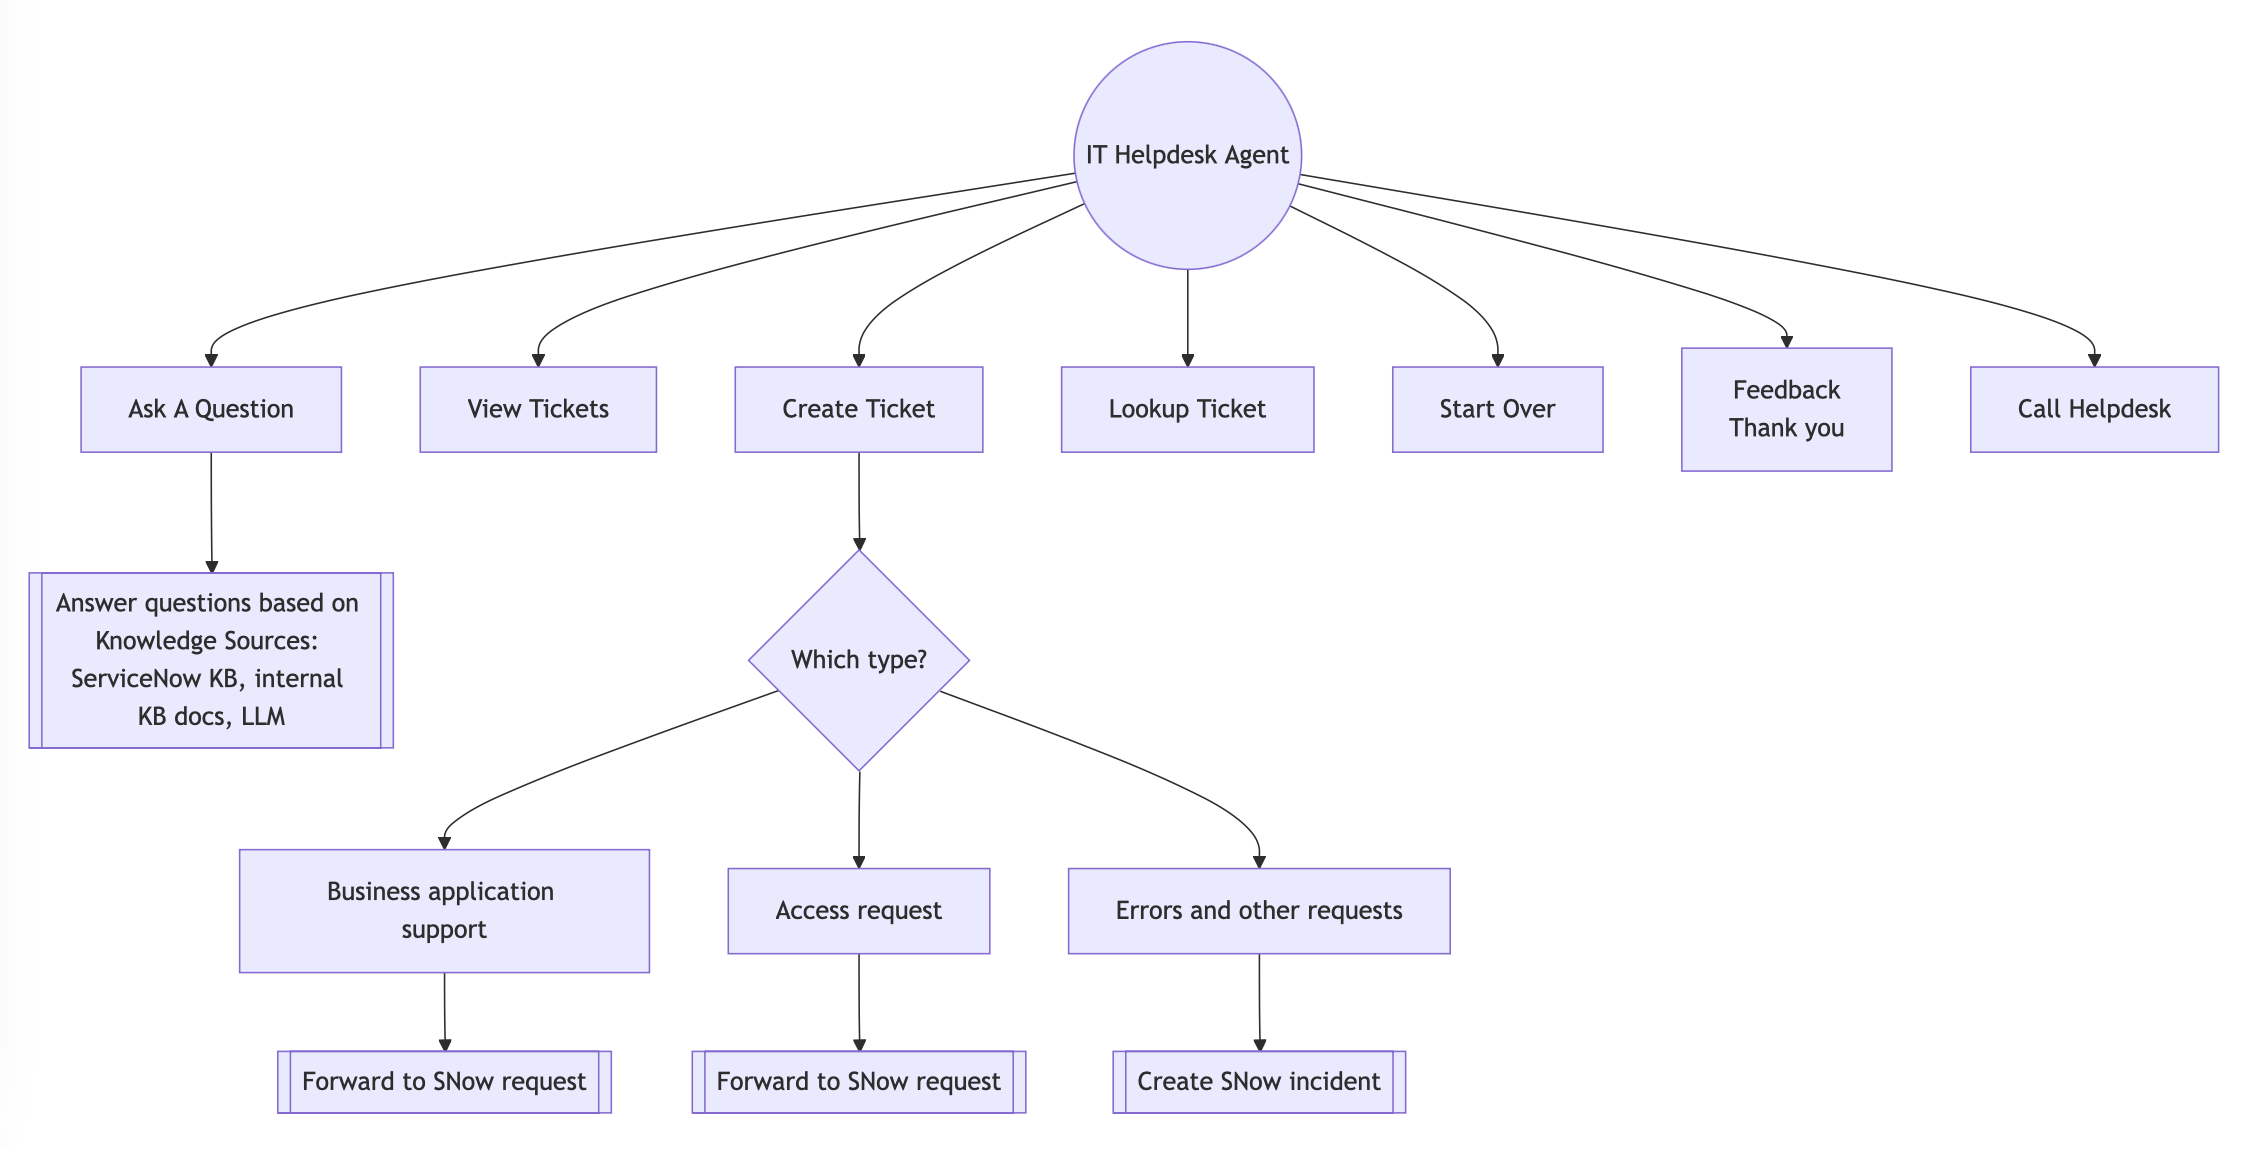 IT Helpdesk Agent
Ask A Question
View Tickets
Create Ticket
Lookup Ticket
Start Over
Feedback
Thank you
Call Helpdesk
Answer questions based on
Knowledge Sources:
ServiceNow KB, internal
KB docs, LLM
Which type?
Business application
support
Access request
Errors and other requests
Forward to SNow request
Forward to SNow request
Create SNow incident